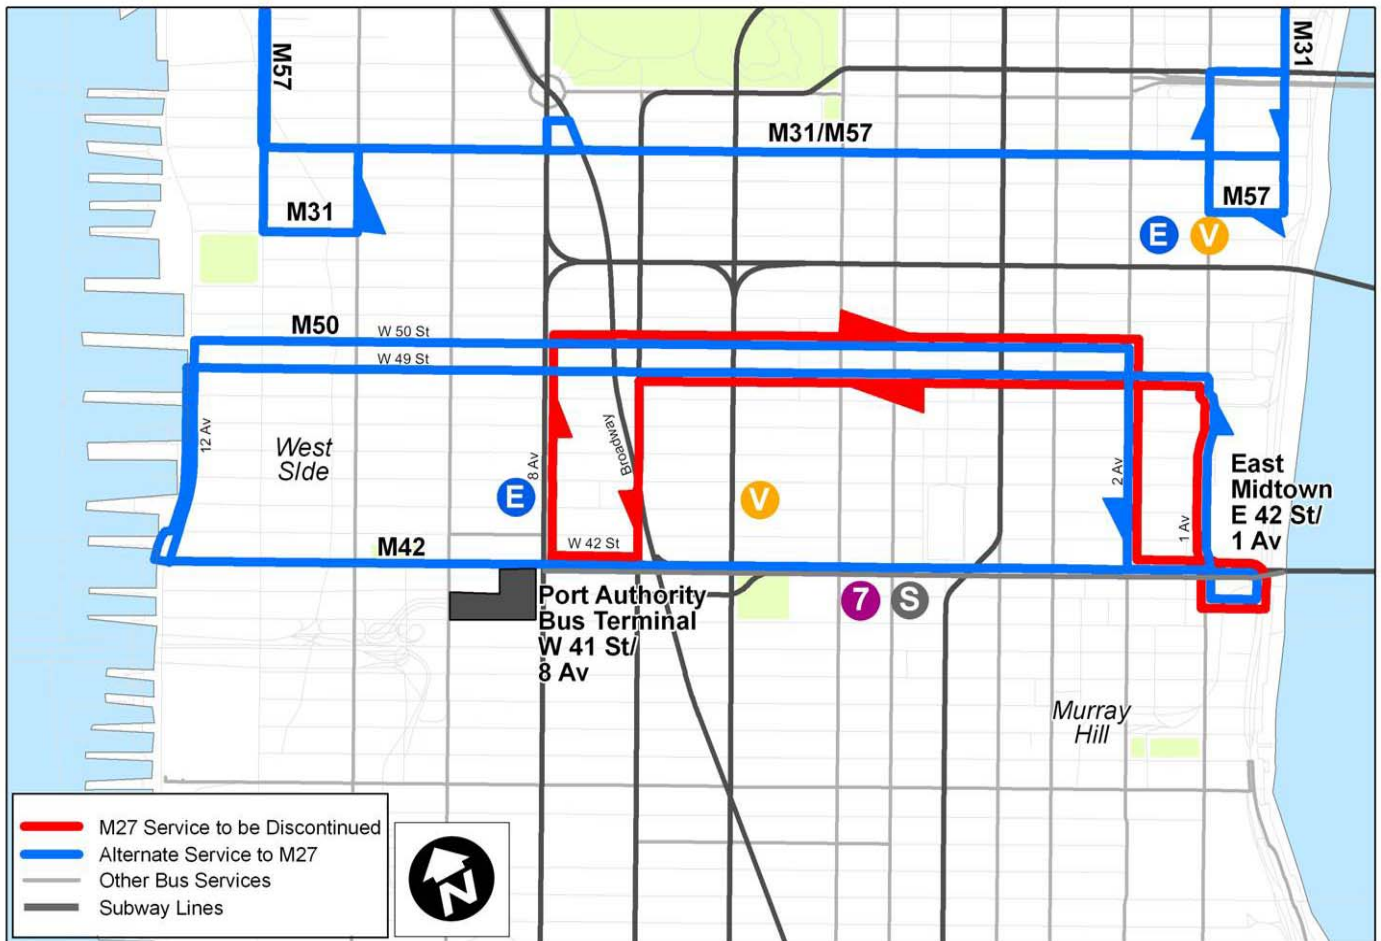 M57
M31
M31/M57
M31
M57
E
V
M50
W 50 St
W 49 St
12 Av
West
SIde
8 Av
Broadway
2 Av
1 Av
East
Midtown
E 42 St/
1 Av
E
V
W 42 St
M42
7
S
Port Authority
Bus Terminal
W 41 St/
8 Av
Murray
Hill
M27 Service to be Discontinued
Alternate Service to M27
Other Bus Services
Subway Lines
N